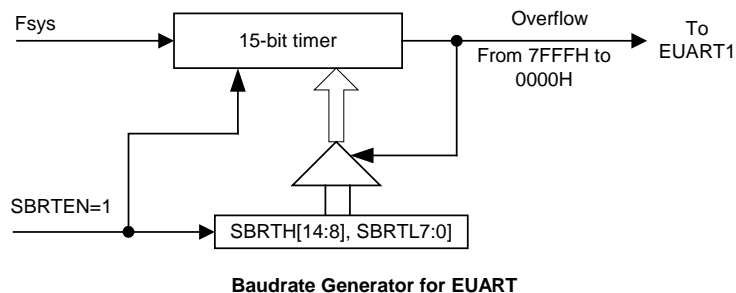 Fsys
15-bit timer
Overflow
From 7FFFH to
0000H
To
EUART1
SBRTEN=1
SBRTH[14:8], SBRTL7:0]
Baudrate Generator for EUART